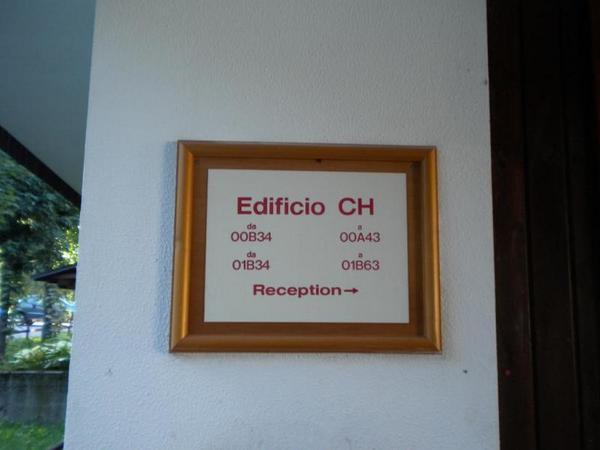 Edificio CH
da a
00B34 00A43
da a
01B34 01B63
Reception→